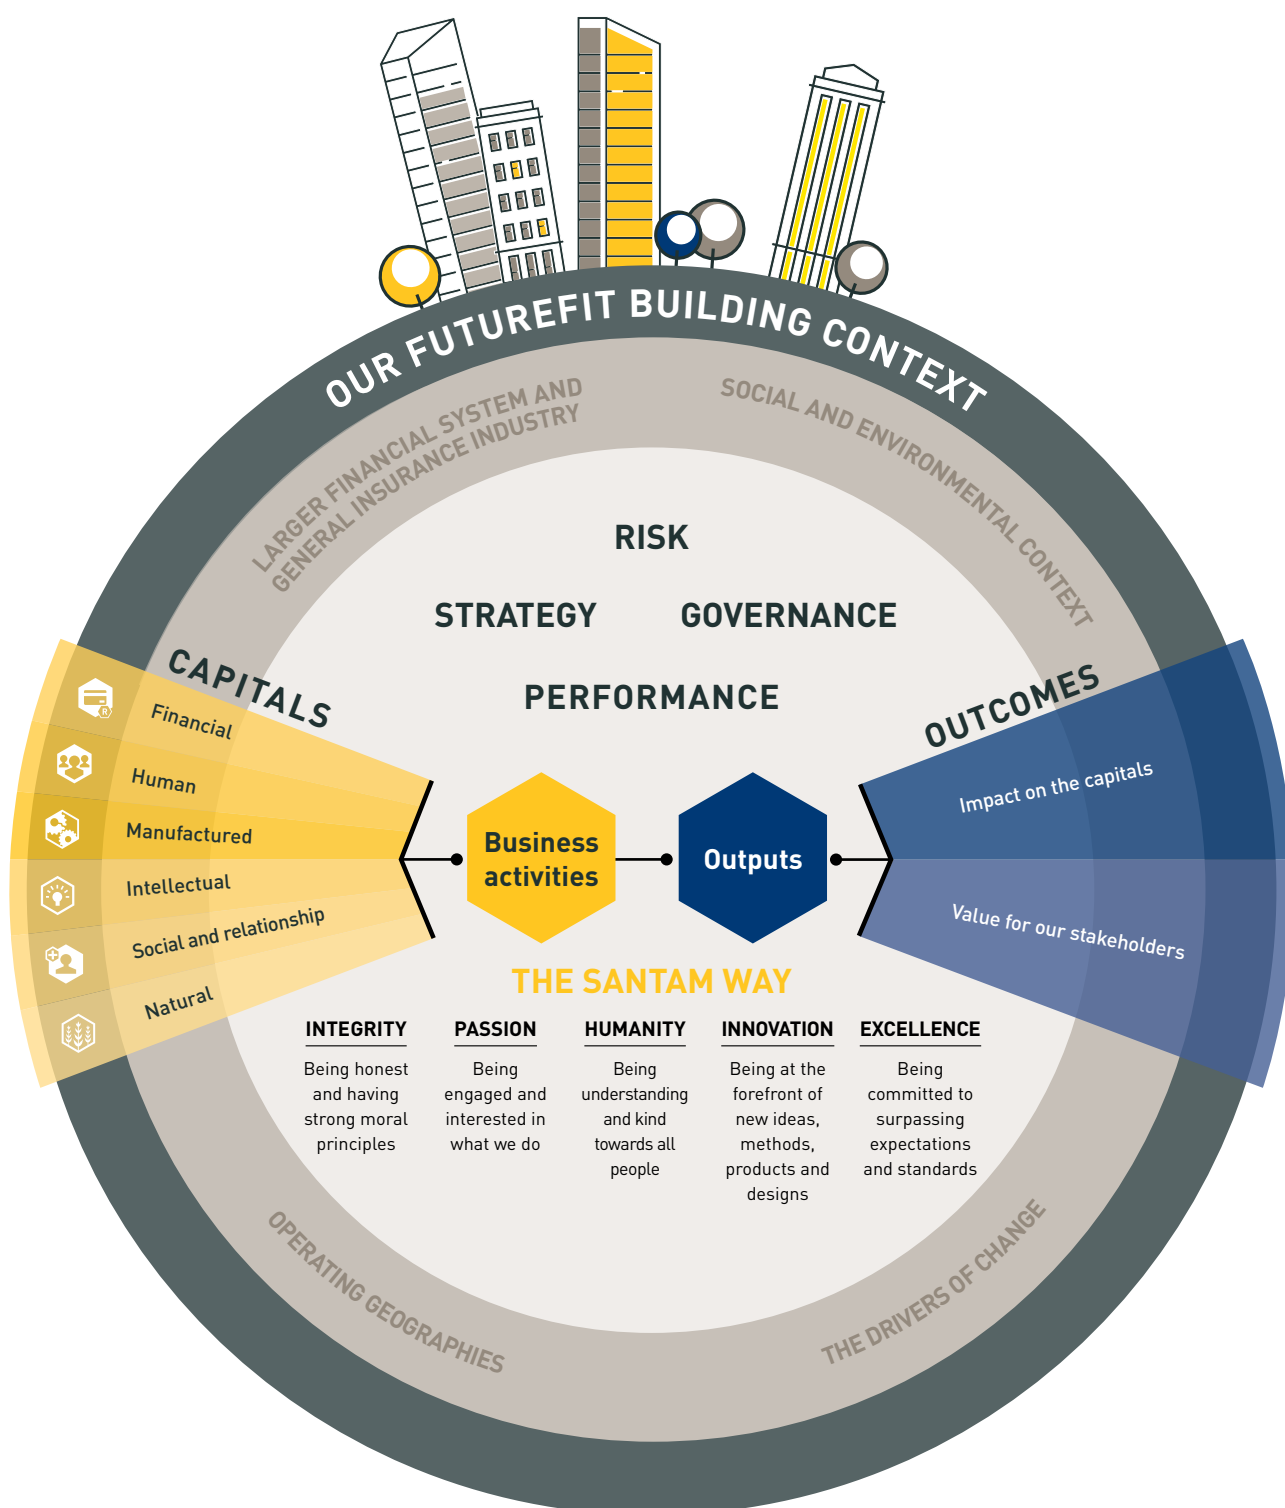 OUR FUTUREFIT BUILDING CONTEXT
LARGER FINANCIAL SYSTEM AND
GENERAL INSURANCE INDUSTRY
SOCIAL AND ENVIRONMENTAL CONTEXT
RISK
STRATEGY
GOVERNANCE
PERFORMANCE
CAPITALS
Financial
Human
Manufactured
Intellectual
Social and relationship
Natural
R
Business
activities
Outputs
OUTCOMES
Impact on the capitals
Value for our stakeholders
THE SANTAM WAY
INTEGRITY
Being honest
and having
strong moral
principles
PASSION
Being
engaged and
interested in
what we do
HUMANITY
Being
understanding
and kind
towards all
people
INNOVATION
Being at the
forefront of
new ideas,
methods,
products and
designs
EXCELLENCE
Being
committed to
surpassing
expectations
and standards
OPERATING GEOGRAPHIES
THE DRIVERS OF CHANGE